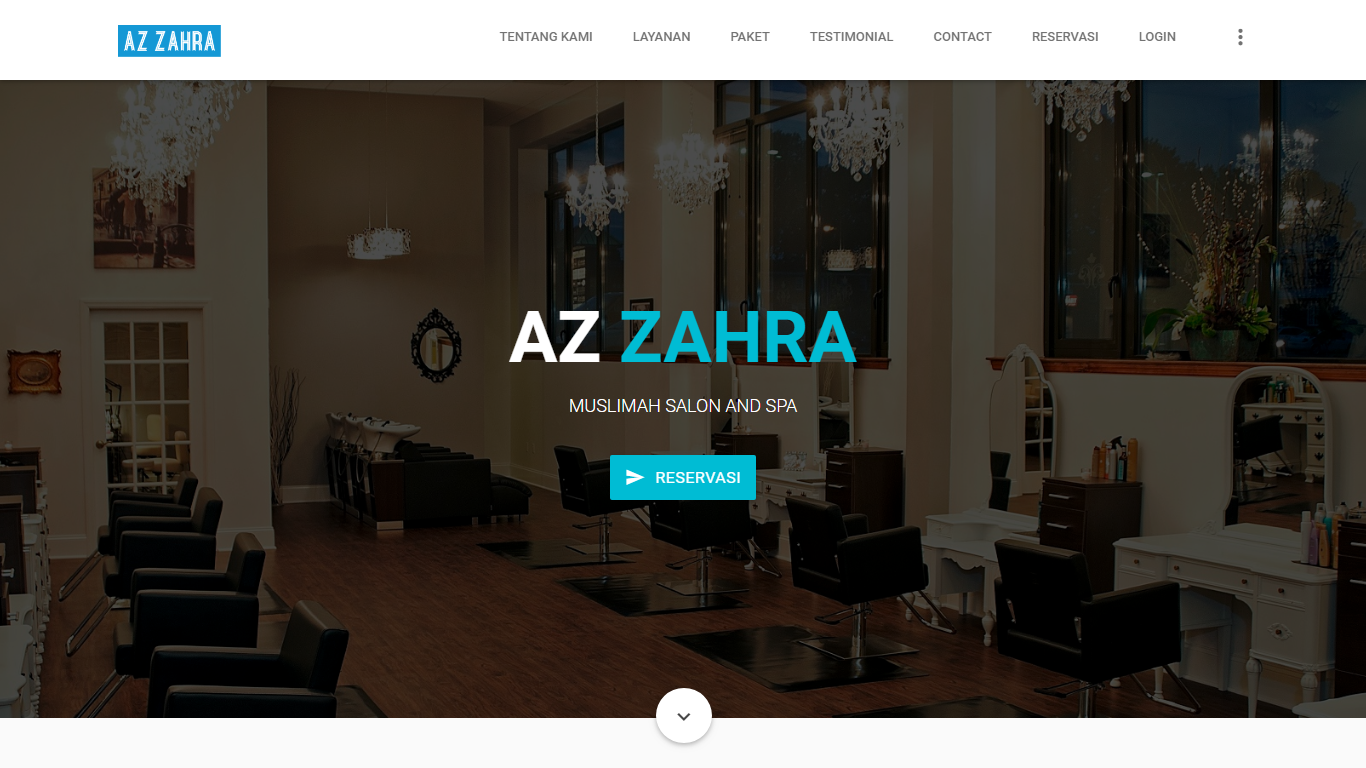 AZ ZAHRA
TENTANG KAMI
LAYANAN
PAKET
TESTIMONIAL
CONTACT
RESERVASI
LOGIN
AZ ZAHRA
MUSLIMAH SALON AND SPA
RESERVASI